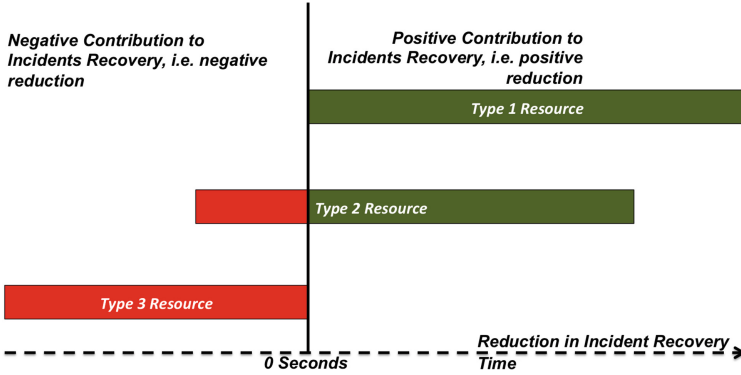 Negative Contribution to
Incidents Recovery, i.e. negative
reduction
Positive Contribution to
Incidents Recovery, i.e. positive
reduction
Type 1 Resource
Type 2 Resource
Type 3 Resource
Reduction in Incident Recovery
Time
0 Seconds